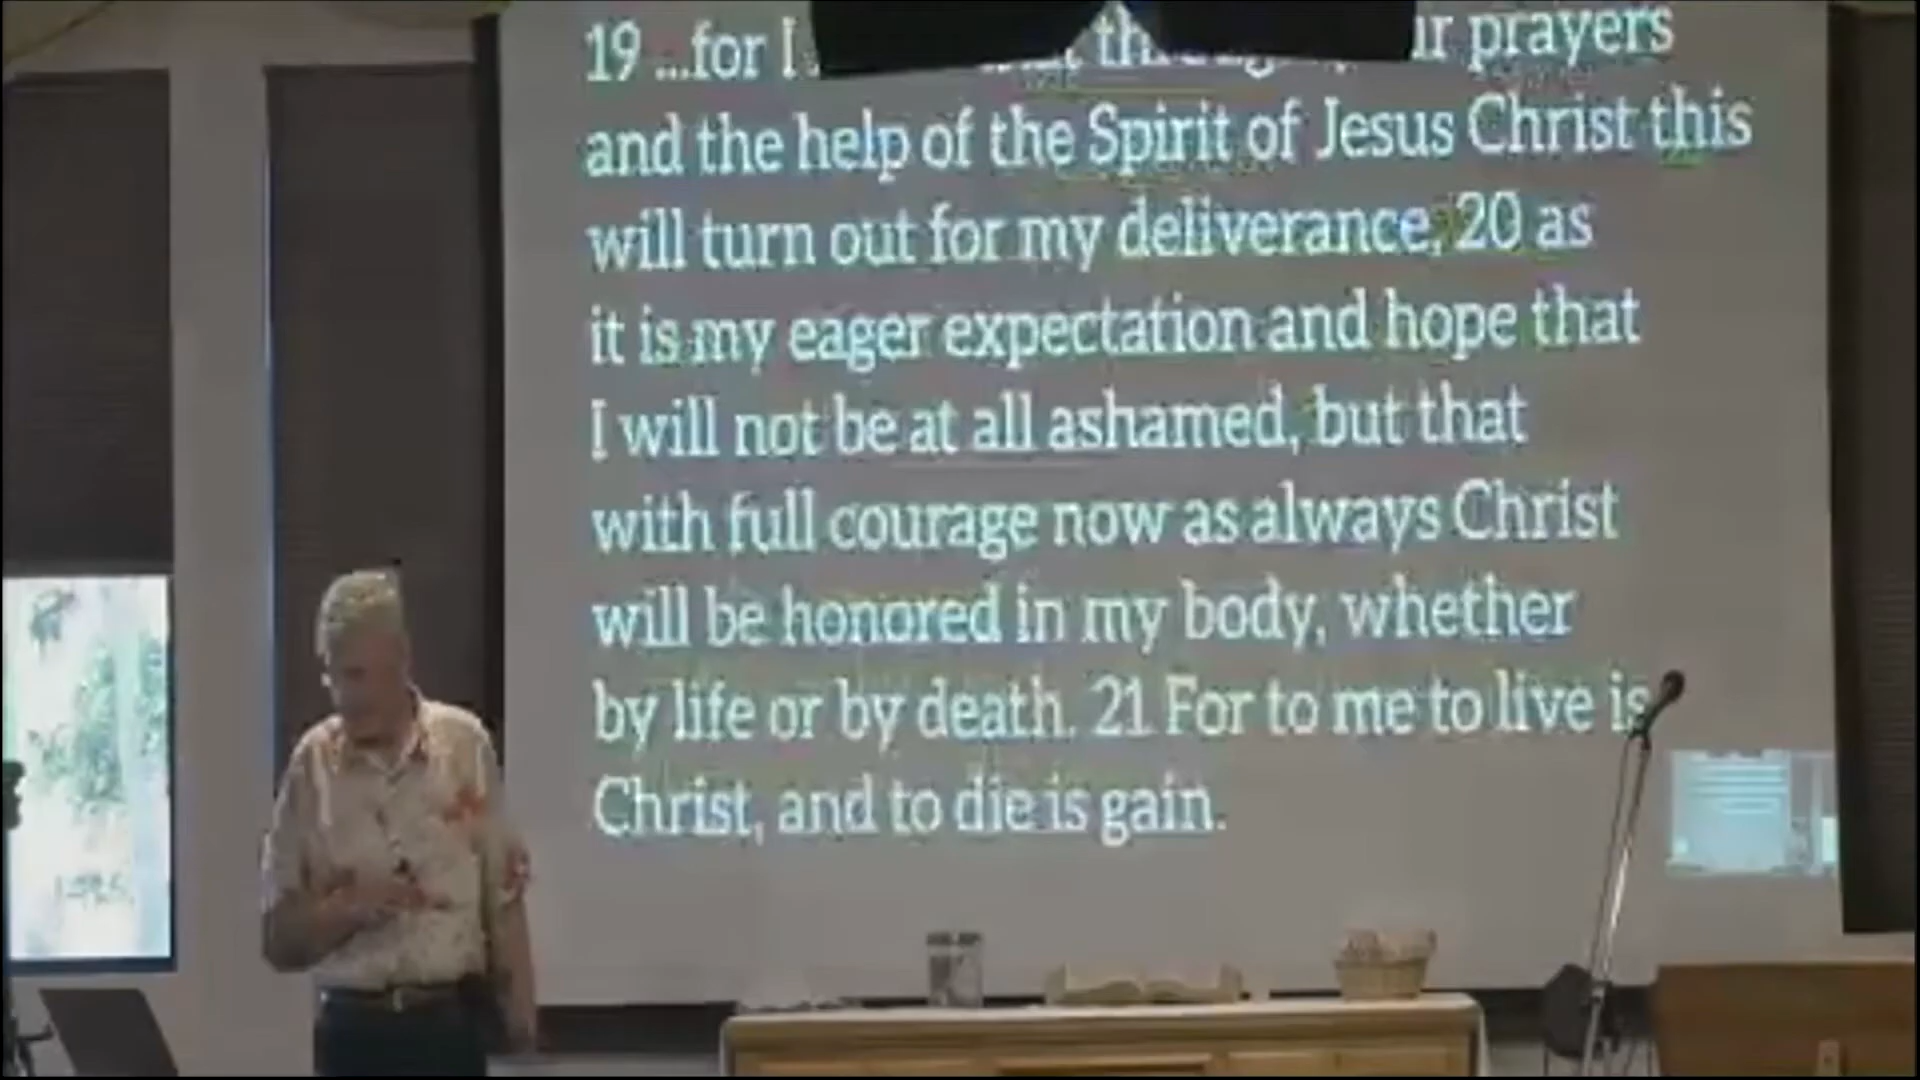 19 ...for I through prayers
and the help of the Spirit of Jesus Christ this
will turn out for my deliverance, 20 as
it is my eager expectation and hope that
I will not be at all ashamed, but that
with full courage now as always Christ
will be honored in my body, whether
by life or by death. 21 For to me to live is
Christ, and to die is gain.